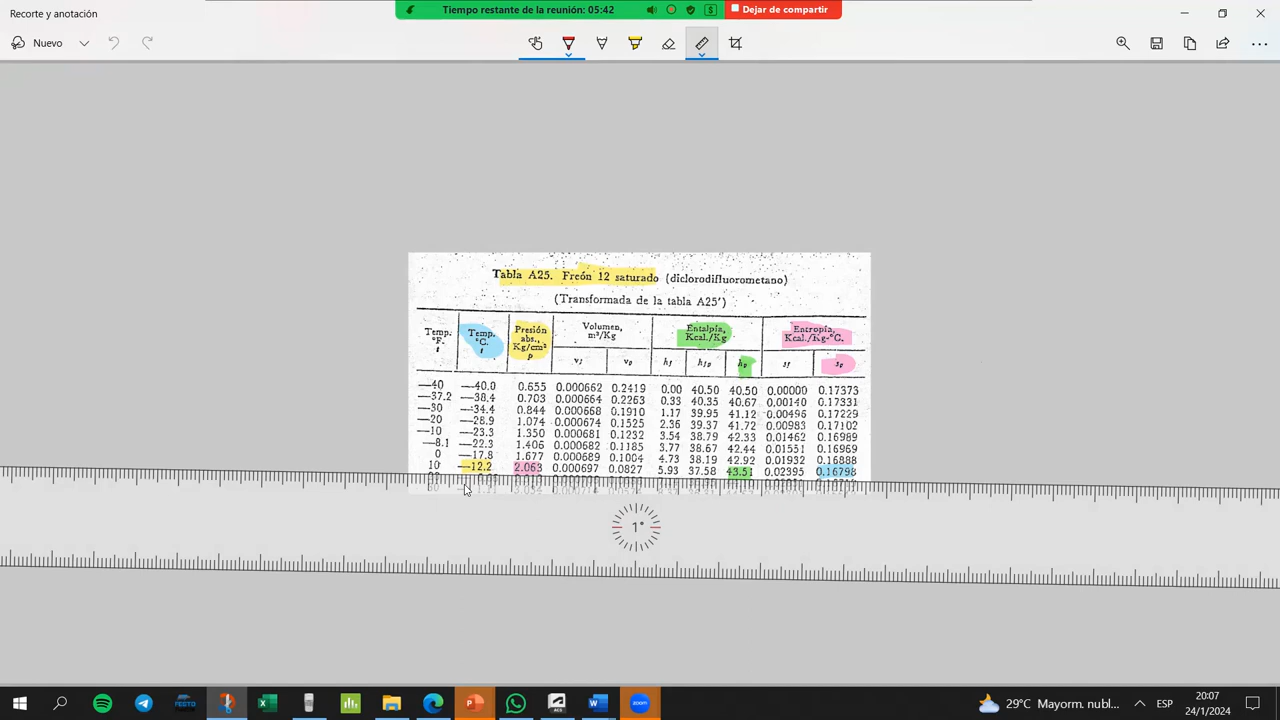 Recorte y anotación
Tiempo restante de la reunión: 05:42
Dejar de compartir
Nuevo
Tabla A25. Freón 12 saturado (diclorodifluorometano)
(Transformada de la tabla A25')
Temp. °F. t | Temp. °C. t | Presión abs., Kg/cm² p | Volumen, m³/Kg | Entalpía, Kcal./Kg | Entropía, Kcal./Kg-°C.
vf vg hf hfg hg sf sg
—40 —40.0 0.655 0.000662 0.2419 0.00 40.50 40.50 0.00000 0.17373
—37.2 —38.4 0.703 0.000664 0.2263 0.33 40.35 40.67 0.00140 0.17331
—30 —34.4 0.844 0.000668 0.1910 1.17 39.95 41.12 0.00496 0.17229
—20 —28.9 1.074 0.000674 0.1525 2.36 39.37 41.72 0.00983 0.17102
—10 —23.3 1.350 0.000681 0.1232 3.54 38.79 42.33 0.01462 0.16989
—8.1 —22.3 1.406 0.000682 0.1185 3.77 38.67 42.44 0.01551 0.16969
0 —17.8 1.677 0.000689 0.1004 4.73 38.19 42.92 0.01932 0.16888
10 —12.2 2.063 0.000697 0.0827 5.93 37.58 43.51 0.02395 0.16798
1°
FESTO
zoom
29°C Mayorm. nubl...
ESP
20:07
24/1/2024